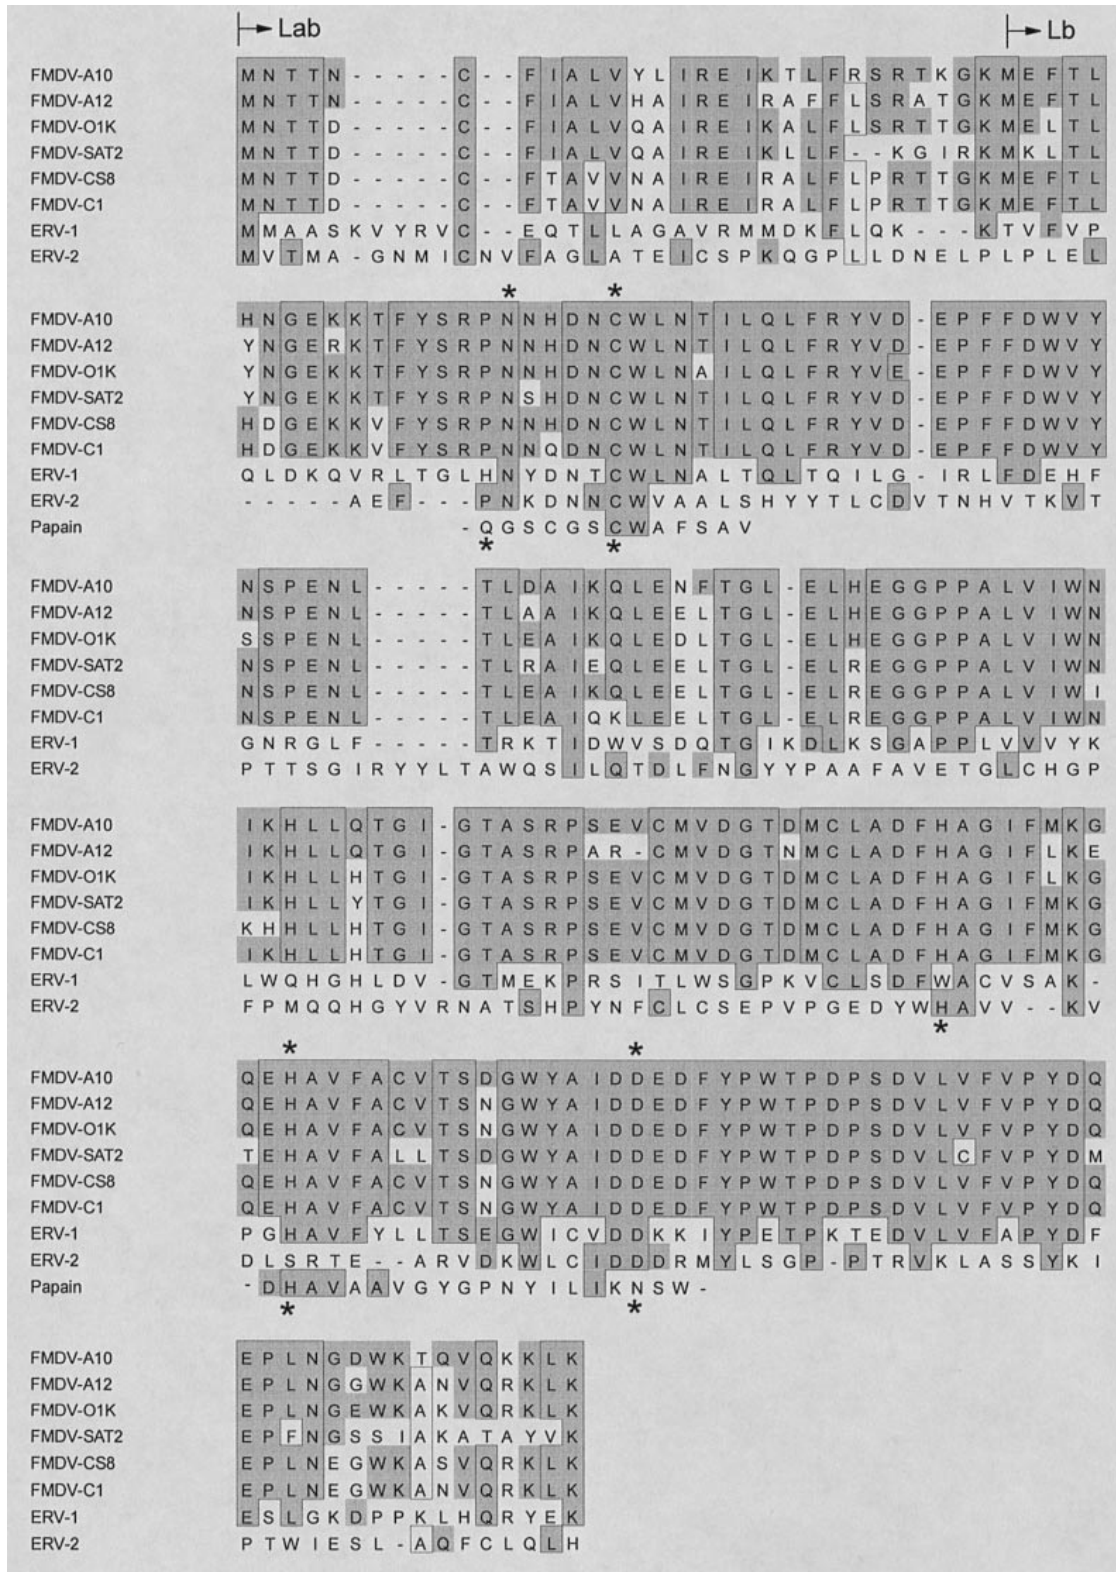 Lab Lb
FMDV-A10 M N T T N - - - - - C - - F I A L V Y L I R E I K T L F R S R T K G K M E F T L
FMDV-A12 M N T T N - - - - - C - - F I A L V H A I R E I R A F F L S R A T G K M E F T L
FMDV-O1K M N T T D - - - - - C - - F I A L V Q A I R E I K A L F L S R T T G K M E L T L
FMDV-SAT2 M N T T D - - - - - C - - F I A L V Q A I R E I K L L F - - K G I R K M K L T L
FMDV-CS8 M N T T D - - - - - C - - F T A V V N A I R E I R A L F L P R T T G K M E F T L
FMDV-C1 M N T T D - - - - - C - - F T A V V N A I R E I R A L F L P R T T G K M E F T L
ERV-1 M M A A S K V Y R V C - - E Q T L L A G A V R M M D K F L Q K - - - K T V F V P
ERV-2 M V T M A - G N M I C N V F A G L A T E I C S P K Q G P L L D N E L P L P L E L
* *
FMDV-A10 H N G E K K T F Y S R P N N H D N C W L N T I L Q L F R Y V D - E P F F D W V Y
FMDV-A12 Y N G E R K T F Y S R P N N H D N C W L N T I L Q L F R Y V D - E P F F D W V Y
FMDV-O1K Y N G E K K T F Y S R P N N H D N C W L N A I L Q L F R Y V E - E P F F D W V Y
FMDV-SAT2 Y N G E K K T F Y S R P N S H D N C W L N T I L Q L F R Y V D - E P F F D W V Y
FMDV-CS8 H D G E K K V F Y S R P N N H D N C W L N T I L Q L F R Y V D - E P F F D W V Y
FMDV-C1 H D G E K K V F Y S R P N N Q D N C W L N T I L Q L F R Y V D - E P F F D W V Y
ERV-1 Q L D K Q V R L T G L H N Y D N T C W L N A L T Q L T Q I L G - I R L F D E H F
ERV-2 - - - - A E F - - - P N K D N N C W V A A L S H Y Y T L C D V T N H V T K V T
Papain - Q G S C G S C W A F S A V
* *
FMDV-A10 N S P E N L - - - - - T L D A I K Q L E N F T G L - E L H E G G P P A L V I W N
FMDV-A12 N S P E N L - - - - - T L A A I K Q L E E L T G L - E L H E G G P P A L V I W N
FMDV-O1K S S P E N L - - - - - T L E A I K Q L E D L T G L - E L H E G G P P A L V I W N
FMDV-SAT2 N S P E N L - - - - - T L R A I E Q L E E L T G L - E L R E G G P P A L V I W N
FMDV-CS8 N S P E N L - - - - - T L E A I K Q L E E L T G L - E L R E G G P P A L V I W I
FMDV-C1 N S P E N L - - - - - T L E A I Q K L E E L T G L - E L R E G G P P A L V I W N
ERV-1 G N R G L F - - - - - T R K T I D W V S D Q T G I K D L K S G A P P L V V V Y K
ERV-2 P T T S G I R Y Y L T A W Q S I L Q T D L F N G Y Y P A A F A V E T G L C H G P
FMDV-A10 I K H L L Q T G I - G T A S R P S E V C M V D G T D M C L A D F H A G I F M K G
FMDV-A12 I K H L L Q T G I - G T A S R P A R - C M V D G T N M C L A D F H A G I F L K E
FMDV-O1K I K H L L H T G I - G T A S R P S E V C M V D G T D M C L A D F H A G I F L K G
FMDV-SAT2 I K H L L Y T G I - G T A S R P S E V C M V D G T D M C L A D F H A G I F M K G
FMDV-CS8 K H H L L H T G I - G T A S R P S E V C M V D G T D M C L A D F H A G I F M K G
FMDV-C1 I K H L L H T G I - G T A S R P S E V C M V D G T D M C L A D F H A G I F M K G
ERV-1 L W Q H G H L D V - G T M E K P R S I T L W S G P K V C L S D F W A C V S A K -
ERV-2 F P M Q Q H G Y V R N A T S H P Y N F C L C S E P V P G E D Y W H A V V - - K V
*
* *
FMDV-A10 Q E H A V F A C V T S D G W Y A I D D E D F Y P W T P D P S D V L V F V P Y D Q
FMDV-A12 Q E H A V F A C V T S N G W Y A I D D E D F Y P W T P D P S D V L V F V P Y D Q
FMDV-O1K Q E H A V F A C V T S N G W Y A I D D E D F Y P W T P D P S D V L V F V P Y D Q
FMDV-SAT2 T E H A V F A L L T S D G W Y A I D D E D F Y P W T P D P S D V L C F V P Y D M
FMDV-CS8 Q E H A V F A C V T S N G W Y A I D D E D F Y P W T P D P S D V L V F V P Y D Q
FMDV-C1 Q E H A V F A C V T S N G W Y A I D D E D F Y P W T P D P S D V L V F V P Y D Q
ERV-1 P G H A V F Y L L T S E G W I C V D D K K I Y P E T P K T E D V L V F A P Y D F
ERV-2 D L S R T E - - A R V D K W L C I D D D R M Y L S G P - P T R V K L A S S Y K I
Papain - D H A V A A V G Y G P N Y I L I K N S W -
* *
FMDV-A10 E P L N G D W K T Q V Q K K L K
FMDV-A12 E P L N G G W K A N V Q R K L K
FMDV-O1K E P L N G E W K A K V Q R K L K
FMDV-SAT2 E P F N G S S I A K A T A Y V K
FMDV-CS8 E P L N E G W K A S V Q R K L K
FMDV-C1 E P L N E G W K A N V Q R K L K
ERV-1 E S L G K D P P K L H Q R Y E K
ERV-2 P T W I E S L - A Q F C L Q L H